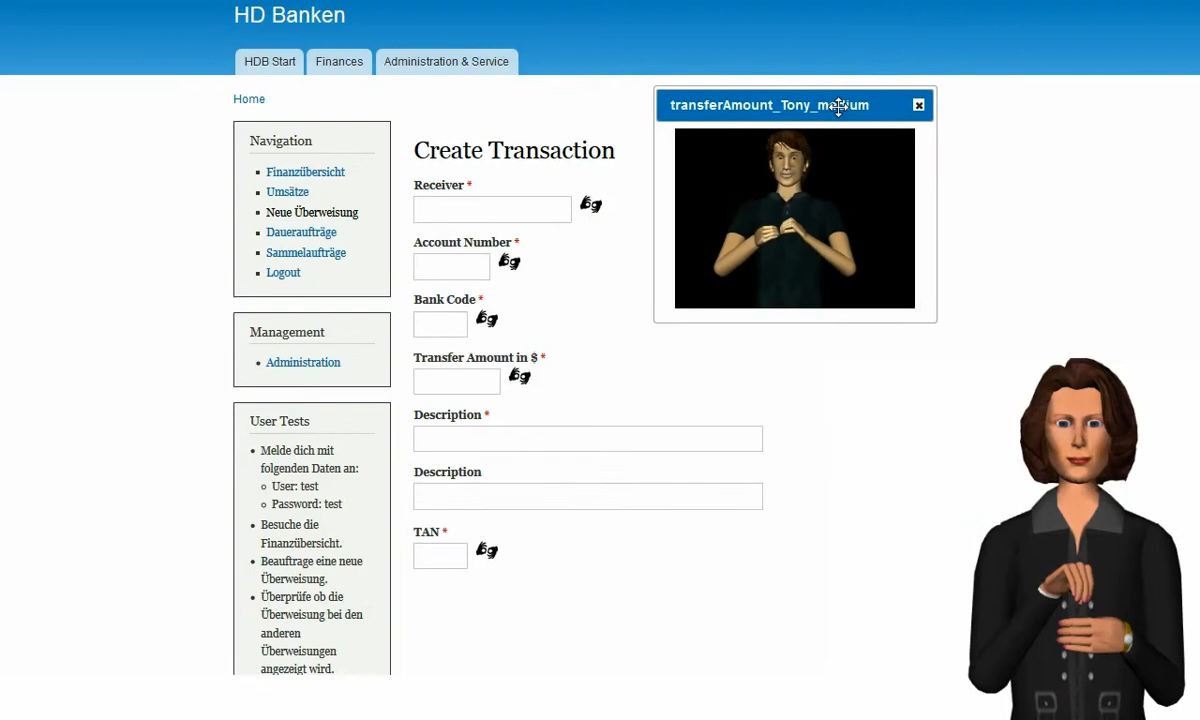 HD Banken
HDB Start
Finances
Administration & Service
Home
Navigation
Finanzübersicht
Umsätze
Neue Überweisung
Daueraufträge
Sammelaufträge
Logout
Management
Administration
User Tests
Melde dich mit
folgenden Daten an:
User: test
Password: test
Besuche die
Finanzübersicht.
Beauftrage eine neue
Überweisung.
Überprüfe ob die
Überweisung bei den
anderen
Überweisungen
angezeigt wird.
Create Transaction
Receiver *
Account Number *
Bank Code *
Transfer Amount in $ *
Description *
Description
TAN *
transferAmount_Tony_medium